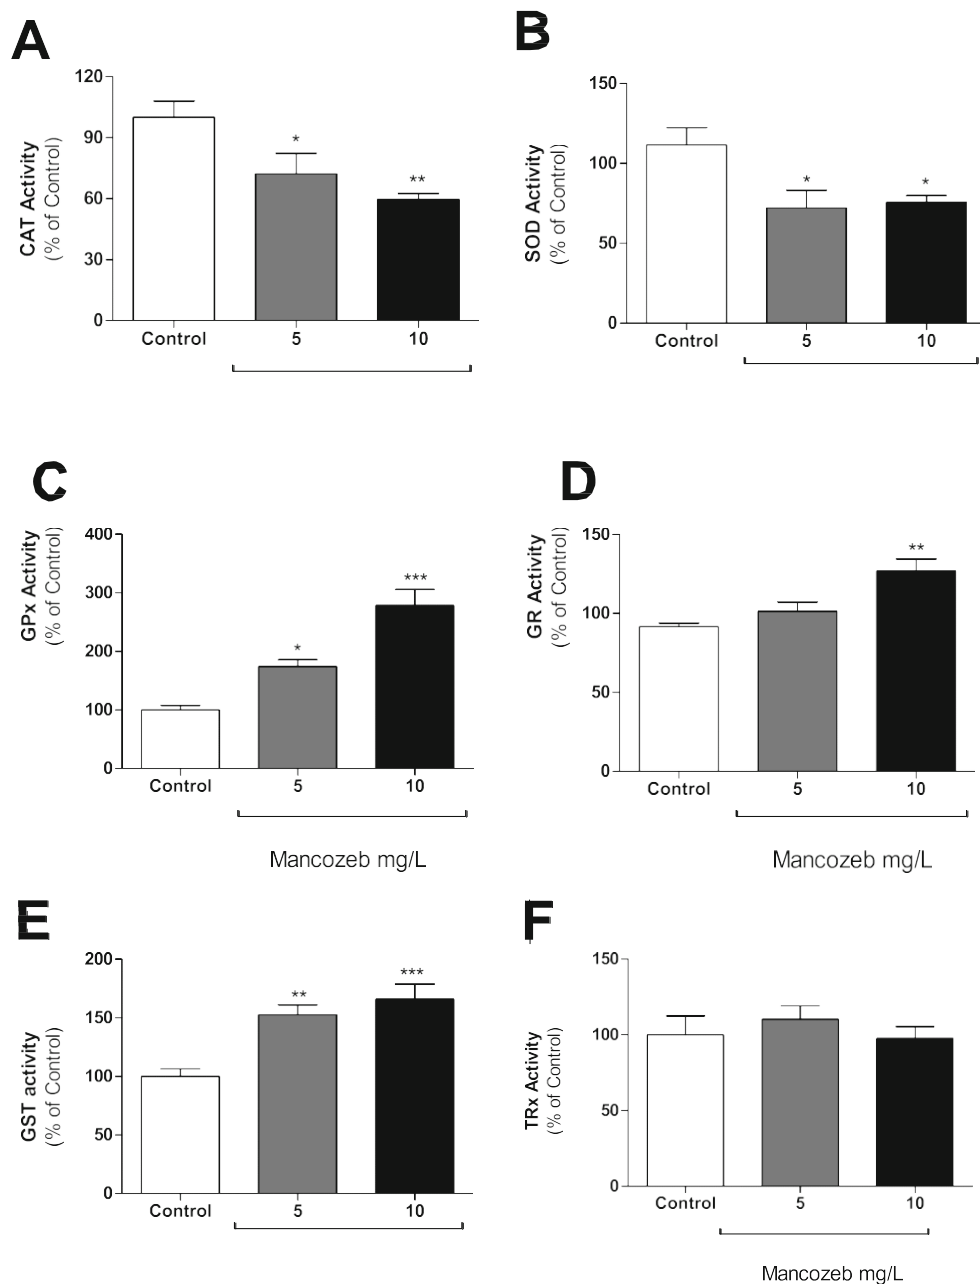 A
CAT Activity
(% of Control)
120
90
60
30
0
*
**
Control 5 10
B
SOD Activity
(% of Control)
150
100
50
0
*
*
Control 5 10
C
GPx Activity
(% of Control)
400
300
200
100
0
*
***
Control 5 10
Mancozeb mg/L
D
GR Activity
(% of Control)
150
100
50
0
**
Control 5 10
Mancozeb mg/L
E
GST activity
(% of Control)
200
150
100
50
0
**
***
Control 5 10
F
TRx Activity
(% of Control)
150
100
50
0
Control 5 10
Mancozeb mg/L